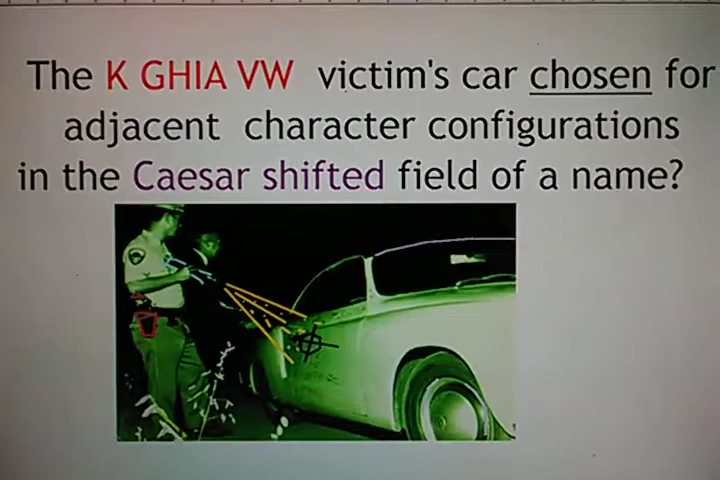 The K GHIA VW victim's car chosen for
adjacent character configurations
in the Caesar shifted field of a name?